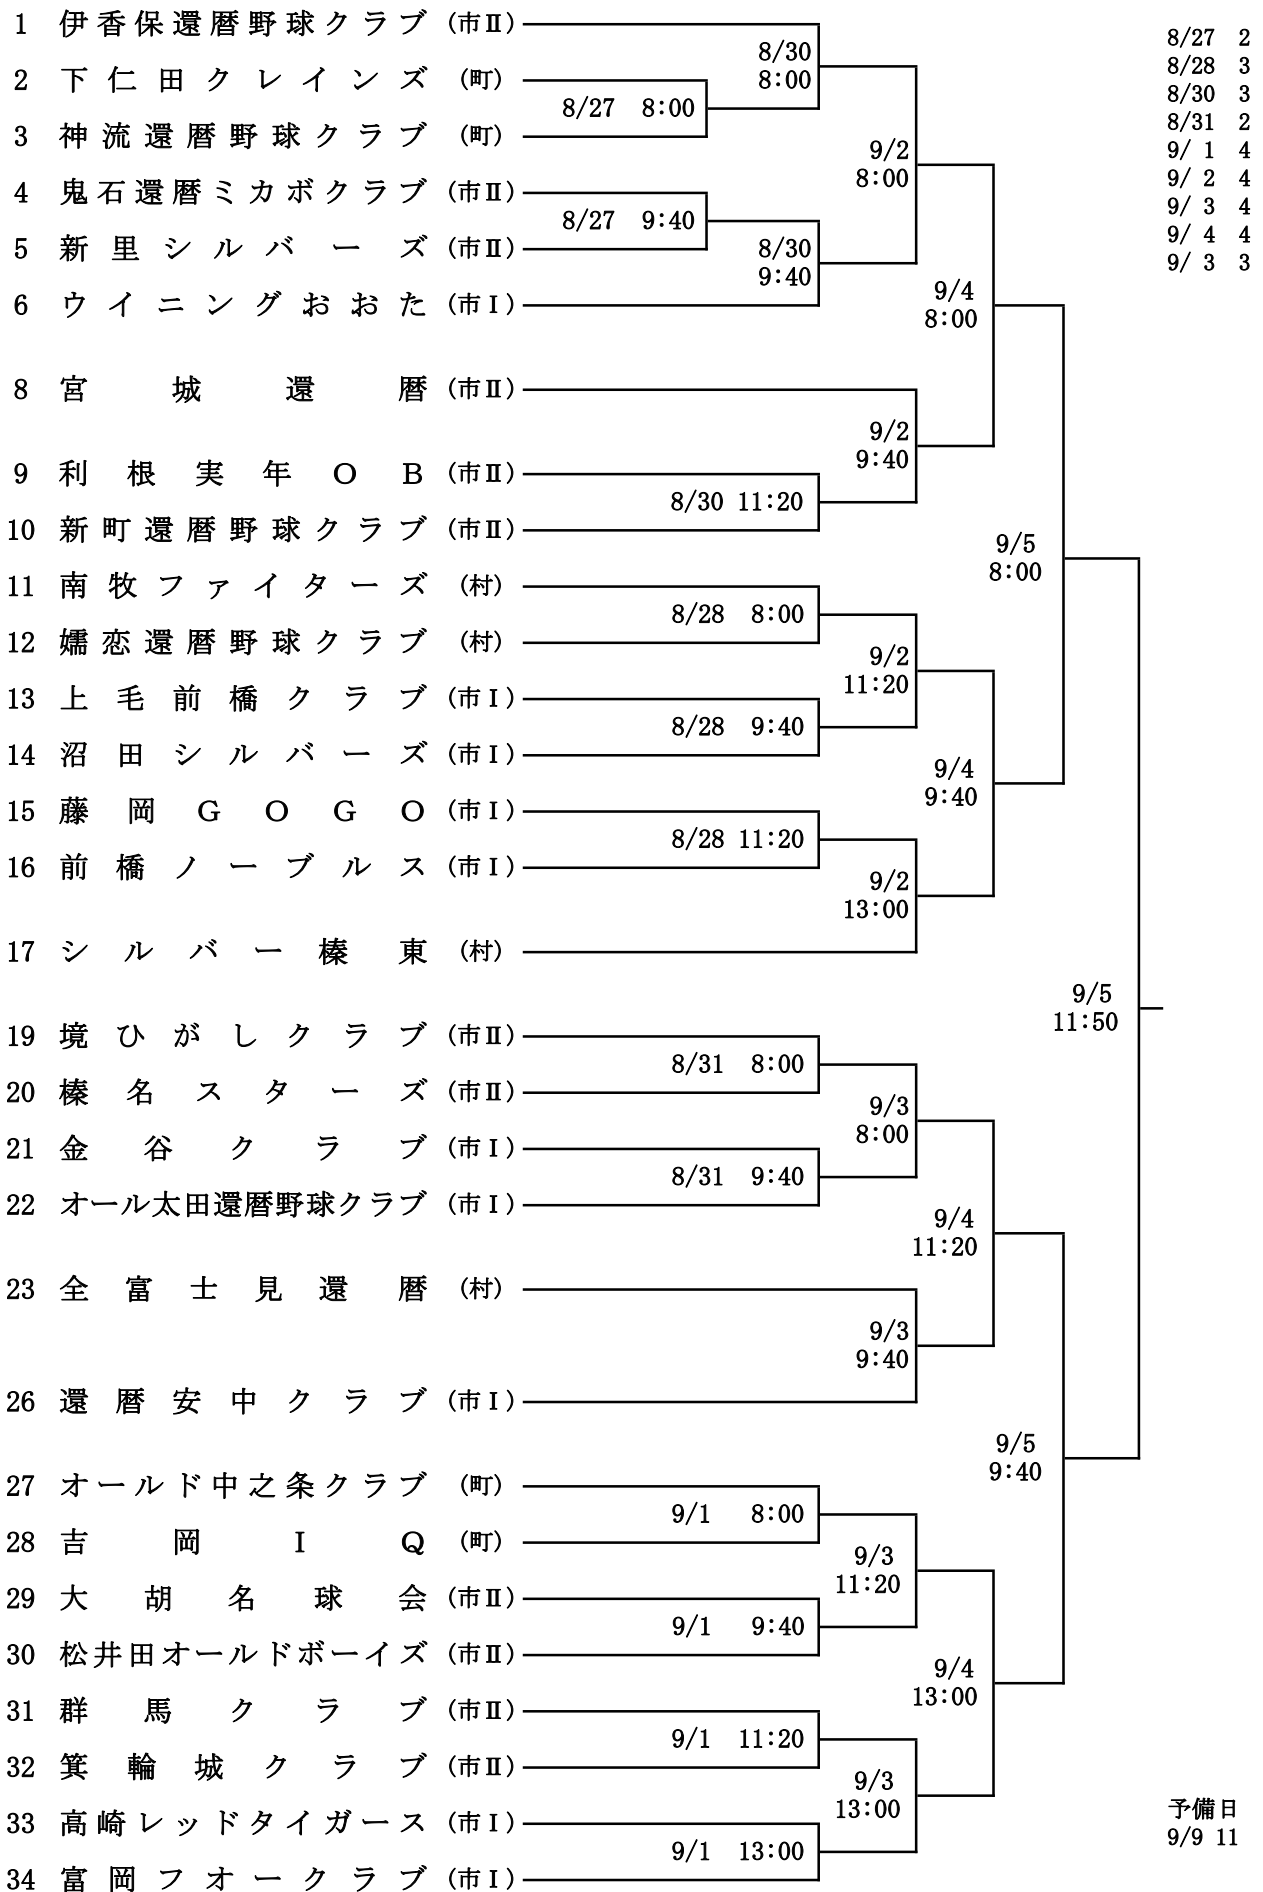 1 伊香保還暦野球クラブ (市Ⅱ)
2 下仁田クレインズ (町)
3 神流還暦野球クラブ (町)
4 鬼石還暦ミカボクラブ (市Ⅱ)
5 新里シルバーズ (市Ⅱ)
6 ウイニングおおた (市Ⅰ)
8 宮城還暦 (市Ⅱ)
9 利根実年OB (市Ⅱ)
10 新町還暦野球クラブ (市Ⅱ)
11 南牧ファイターズ (村)
12 嬬恋還暦野球クラブ (村)
13 上毛前橋クラブ (市Ⅰ)
14 沼田シルバーズ (市Ⅰ)
15 藤岡GOGO (市Ⅰ)
16 前橋ノーブルス (市Ⅰ)
17 シルバー榛東 (村)
19 境ひがしクラブ (市Ⅱ)
20 榛名スターズ (市Ⅱ)
21 金谷クラブ (市Ⅰ)
22 オール太田還暦野球クラブ (市Ⅰ)
23 全富士見還暦 (村)
26 還暦安中クラブ (市Ⅰ)
27 オールド中之条クラブ (町)
28 吉岡IQ (町)
29 大胡名球会 (市Ⅱ)
30 松井田オールドボーイズ (市Ⅱ)
31 群馬クラブ (市Ⅱ)
32 箕輪城クラブ (市Ⅱ)
33 高崎レッドタイガース (市Ⅰ)
34 富岡フオークラブ (市Ⅰ)
8/27 8:00
8/27 9:40
8/30
8:00
8/30
9:40
8/30 11:20
8/28 8:00
8/28 9:40
8/28 11:20
8/31 8:00
8/31 9:40
9/1 8:00
9/1 9:40
9/1 11:20
9/1 13:00
9/2
8:00
9/2
9:40
9/2
11:20
9/2
13:00
9/3
8:00
9/3
9:40
9/3
11:20
9/3
13:00
9/4
8:00
9/4
9:40
9/4
11:20
9/4
13:00
9/5
8:00
9/5
9:40
9/5
11:50
8/27 2
8/28 3
8/30 3
8/31 2
9/ 1 4
9/ 2 4
9/ 3 4
9/ 4 4
9/ 3 3
予備日
9/9 11